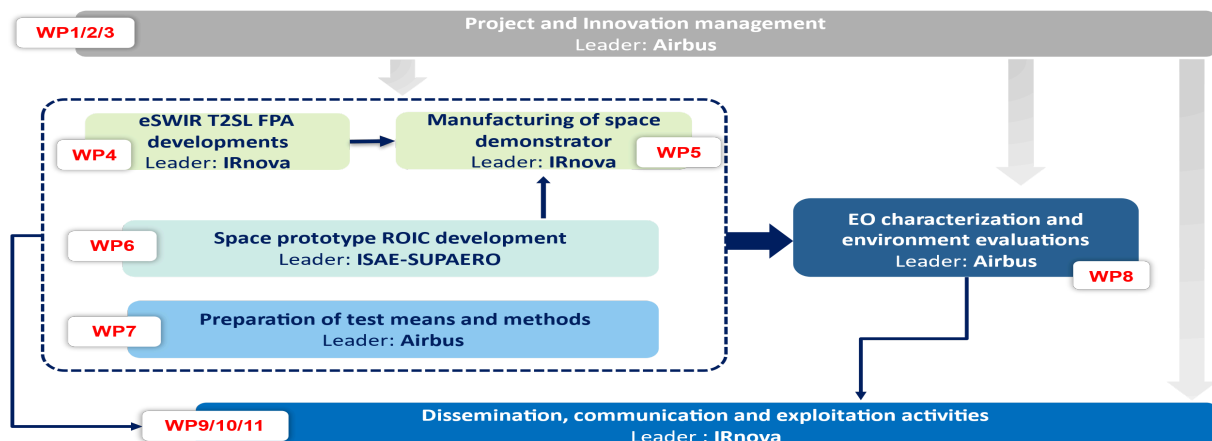 WP1/2/3
Project and Innovation management
Leader: Airbus
eSWIR T2SL FPA
developments
Leader: IRnova
WP4
Manufacturing of space
demonstrator
Leader: IRnova
WP5
WP6
Space prototype ROIC development
Leader: ISAE-SUPAERO
EO characterization and
environment evaluations
Leader: Airbus
WP8
WP7
Preparation of test means and methods
Leader: Airbus
WP9/10/11
Dissemination, communication and exploitation activities
Leader : IRnova